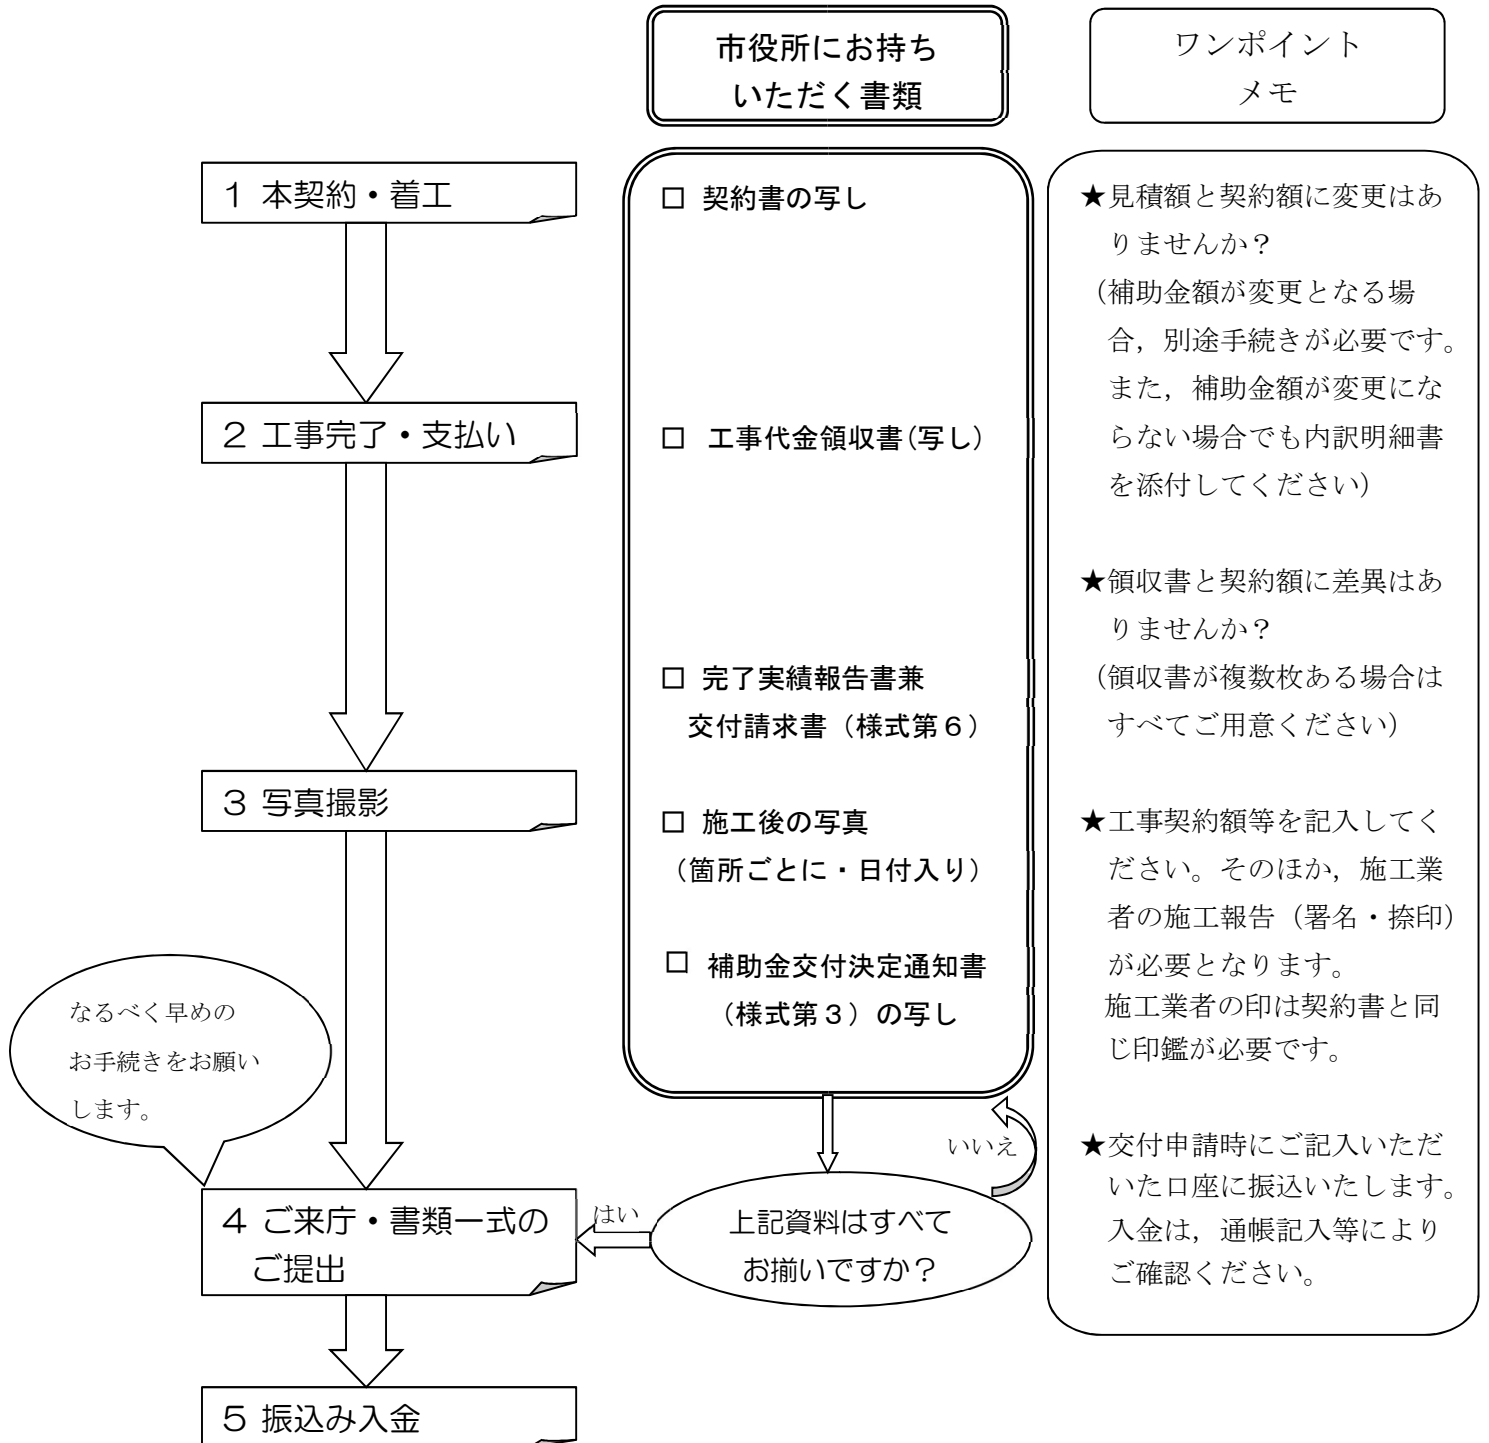 市役所にお持ち
いただく書類
ワンポイント
メモ
1 本契約・着工
2 工事完了・支払い
3 写真撮影
なるべく早めの
お手続きをお願い
します。
4 ご来庁・書類一式の
ご提出
5 振込み入金
□ 契約書の写し
□ 工事代金領収書(写し)
□ 完了実績報告書兼
交付請求書（様式第６）
□ 施工後の写真
（箇所ごとに・日付入り）
□ 補助金交付決定通知書
（様式第３）の写し
いいえ
はい
上記資料はすべて
お揃いですか？
★見積額と契約額に変更はあ
りませんか？
（補助金額が変更となる場
合，別途手続きが必要です。
また，補助金額が変更にな
らない場合でも内訳明細書
を添付してください）
★領収書と契約額に差異はあ
りませんか？
（領収書が複数枚ある場合は
すべてご用意ください）
★工事契約額等を記入してく
ださい。そのほか，施工業
者の施工報告（署名・捺印）
が必要となります。
施工業者の印は契約書と同
じ印鑑が必要です。
★交付申請時にご記入いただ
いた口座に振込いたします。
入金は，通帳記入等により
ご確認ください。